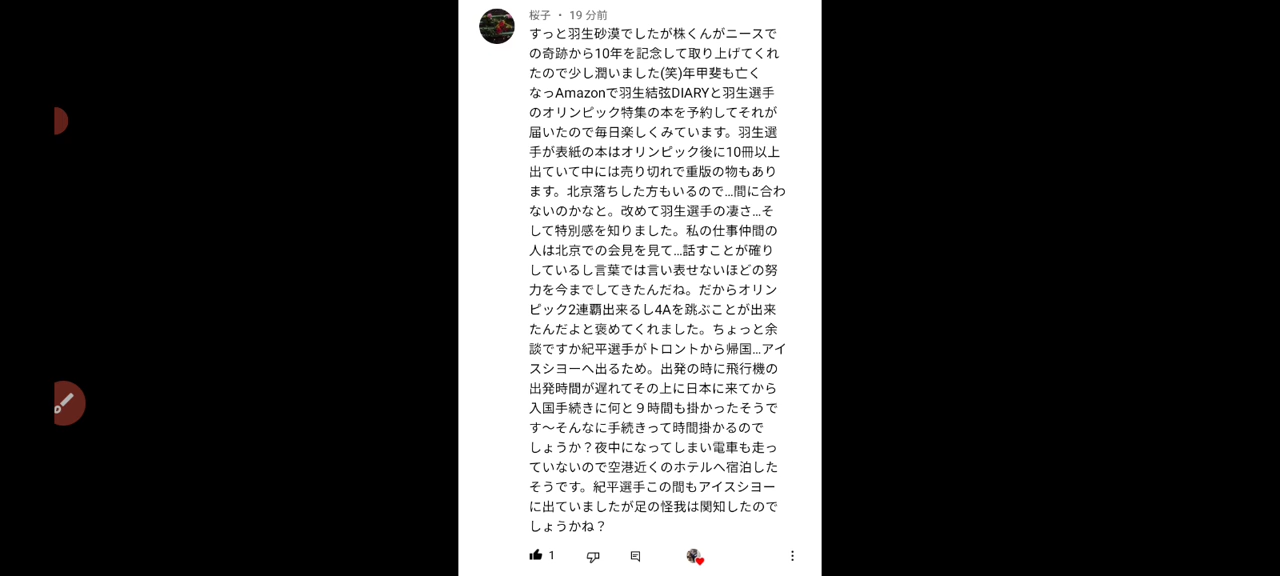 桜子 • 19 分前
すっと羽生砂漠でしたが株くんがニースで
の奇跡から10年を記念して取り上げてくれ
たので少し潤いました(笑)年甲斐も亡く
なっAmazonで羽生結弦DIARYと羽生選手
のオリンピック特集の本を予約してそれが
届いたので毎日楽しくみています。羽生選
手が表紙の本はオリンピック後に10冊以上
出ていて中には売り切れで重版の物もあり
ます。北京落ちした方もいるので…間に合わ
ないのかなと。改めて羽生選手の凄さ…そ
して特別感を知りました。私の仕事仲間の
人は北京での会見を見て…話すことが確り
しているし言葉では言い表せないほどの努
力を今までしてきたんだね。だからオリン
ピック2連覇出来るし4Aを跳ぶことが出来
たんだよと褒めてくれました。ちょっと余
談ですか紀平選手がトロントから帰国…アイ
スシヨーへ出るため。出発の時に飛行機の
出発時間が遅れてその上に日本に来てから
入国手続きに何と９時間も掛かったそうで
す〜そんなに手続きって時間掛かるので
しょうか？夜中になってしまい電車も走っ
ていないので空港近くのホテルへ宿泊した
そうです。紀平選手この間もアイスシヨー
に出ていましたが足の怪我は関知したので
しょうかね？
1